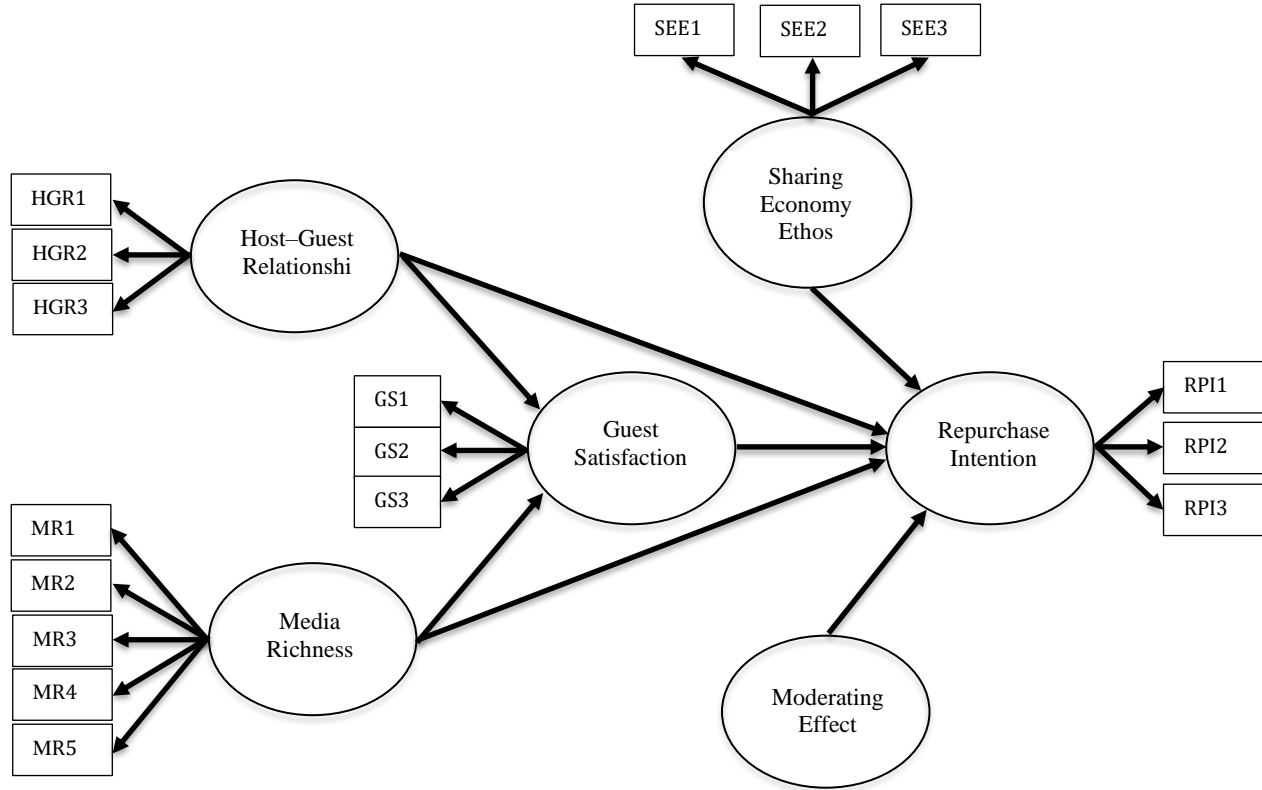 SEE1
SEE2
SEE3
Sharing
Economy
Ethos
HGR1
HGR2
HGR3
Host–Guest
Relationshi
GS1
GS2
GS3
Guest
Satisfaction
Repurchase
Intention
RPI1
RPI2
RPI3
MR1
MR2
MR3
MR4
MR5
Media
Richness
Moderating
Effect